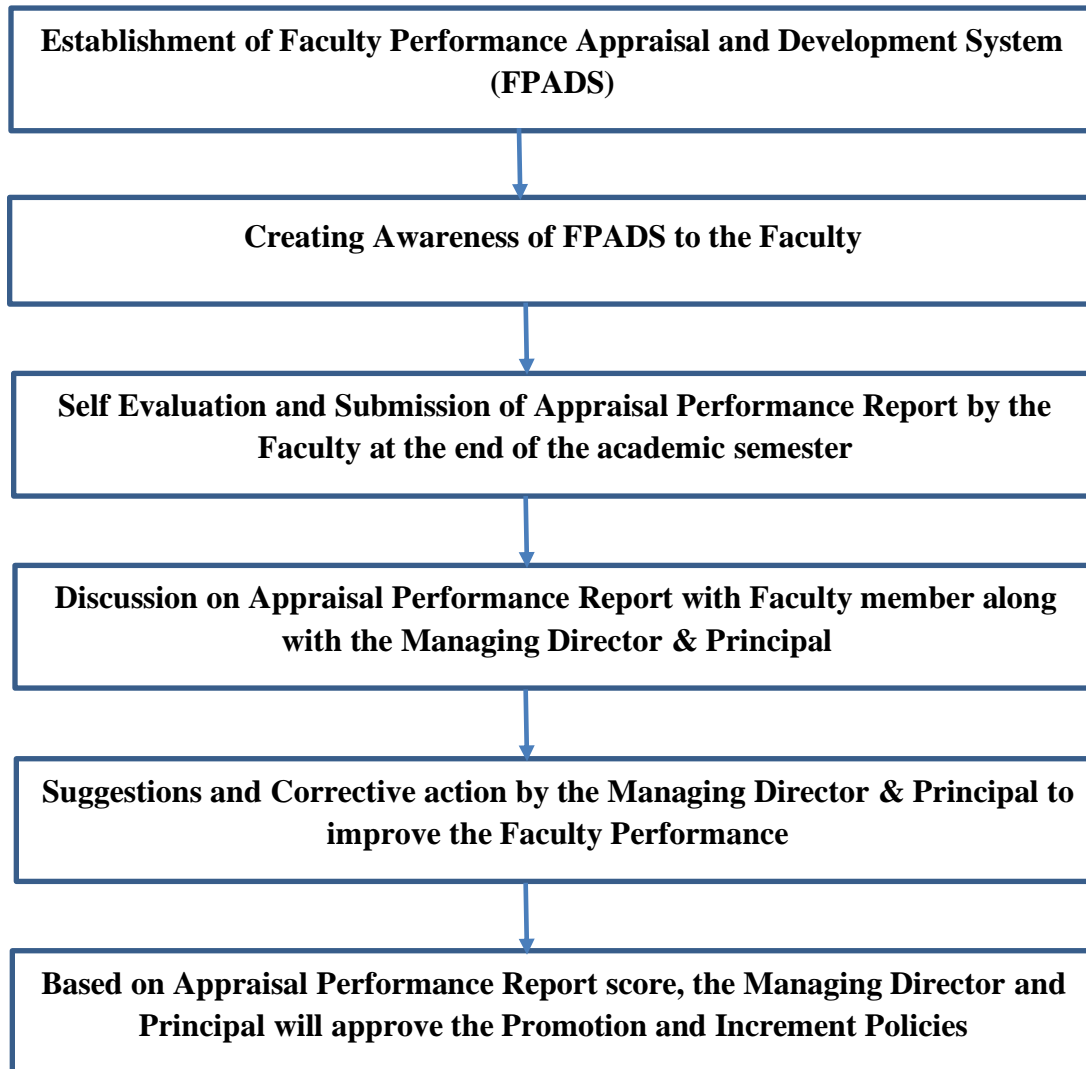 Establishment of Faculty Performance Appraisal and Development System
(FPADS)
Creating Awareness of FPADS to the Faculty
Self Evaluation and Submission of Appraisal Performance Report by the
Faculty at the end of the academic semester
Discussion on Appraisal Performance Report with Faculty member along
with the Managing Director & Principal
Suggestions and Corrective action by the Managing Director & Principal to
improve the Faculty Performance
Based on Appraisal Performance Report score, the Managing Director and
Principal will approve the Promotion and Increment Policies